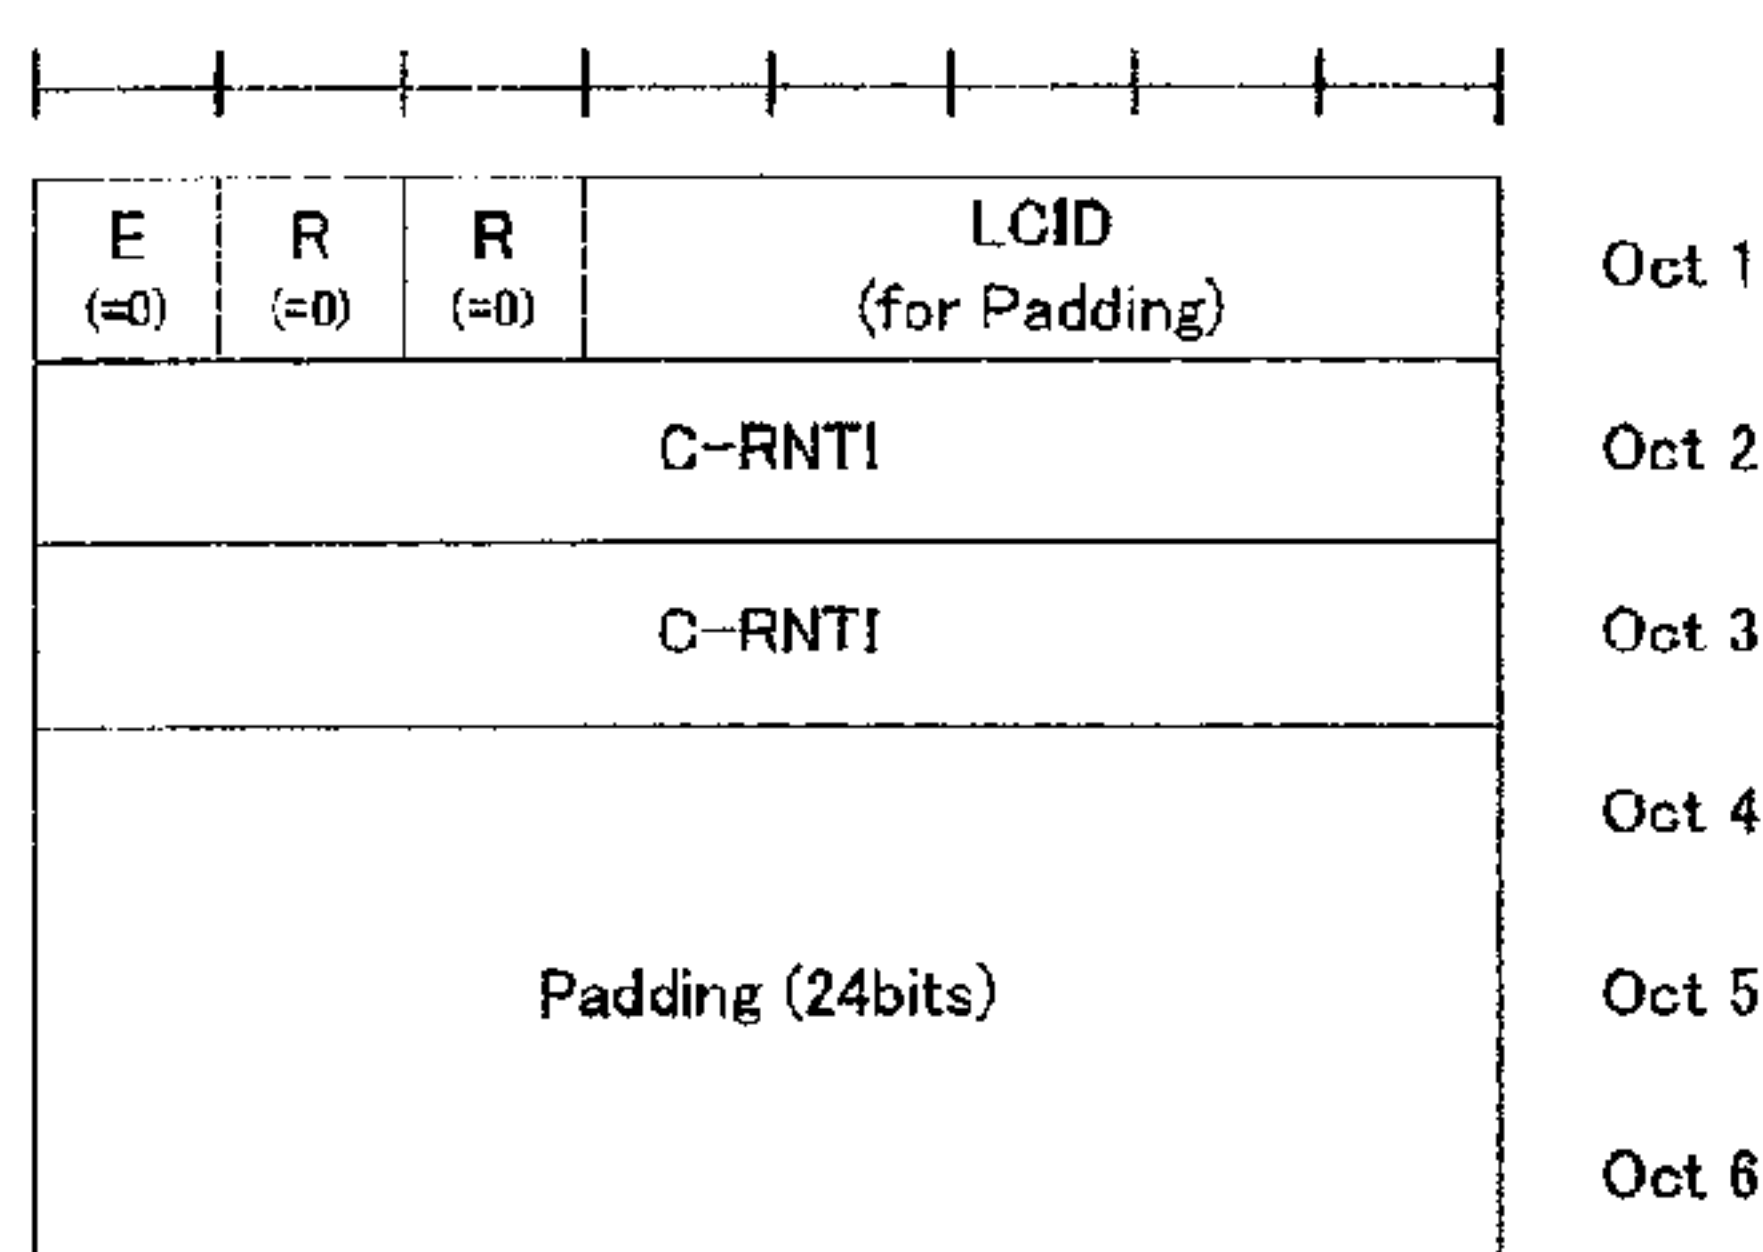 E R R LCID Oct 1
(=0) (=0) (=0) (for Padding)
C-RNTI Oct 2
C-RNTI Oct 3
Oct 4
Padding (24bits) Oct 5
Oct 6